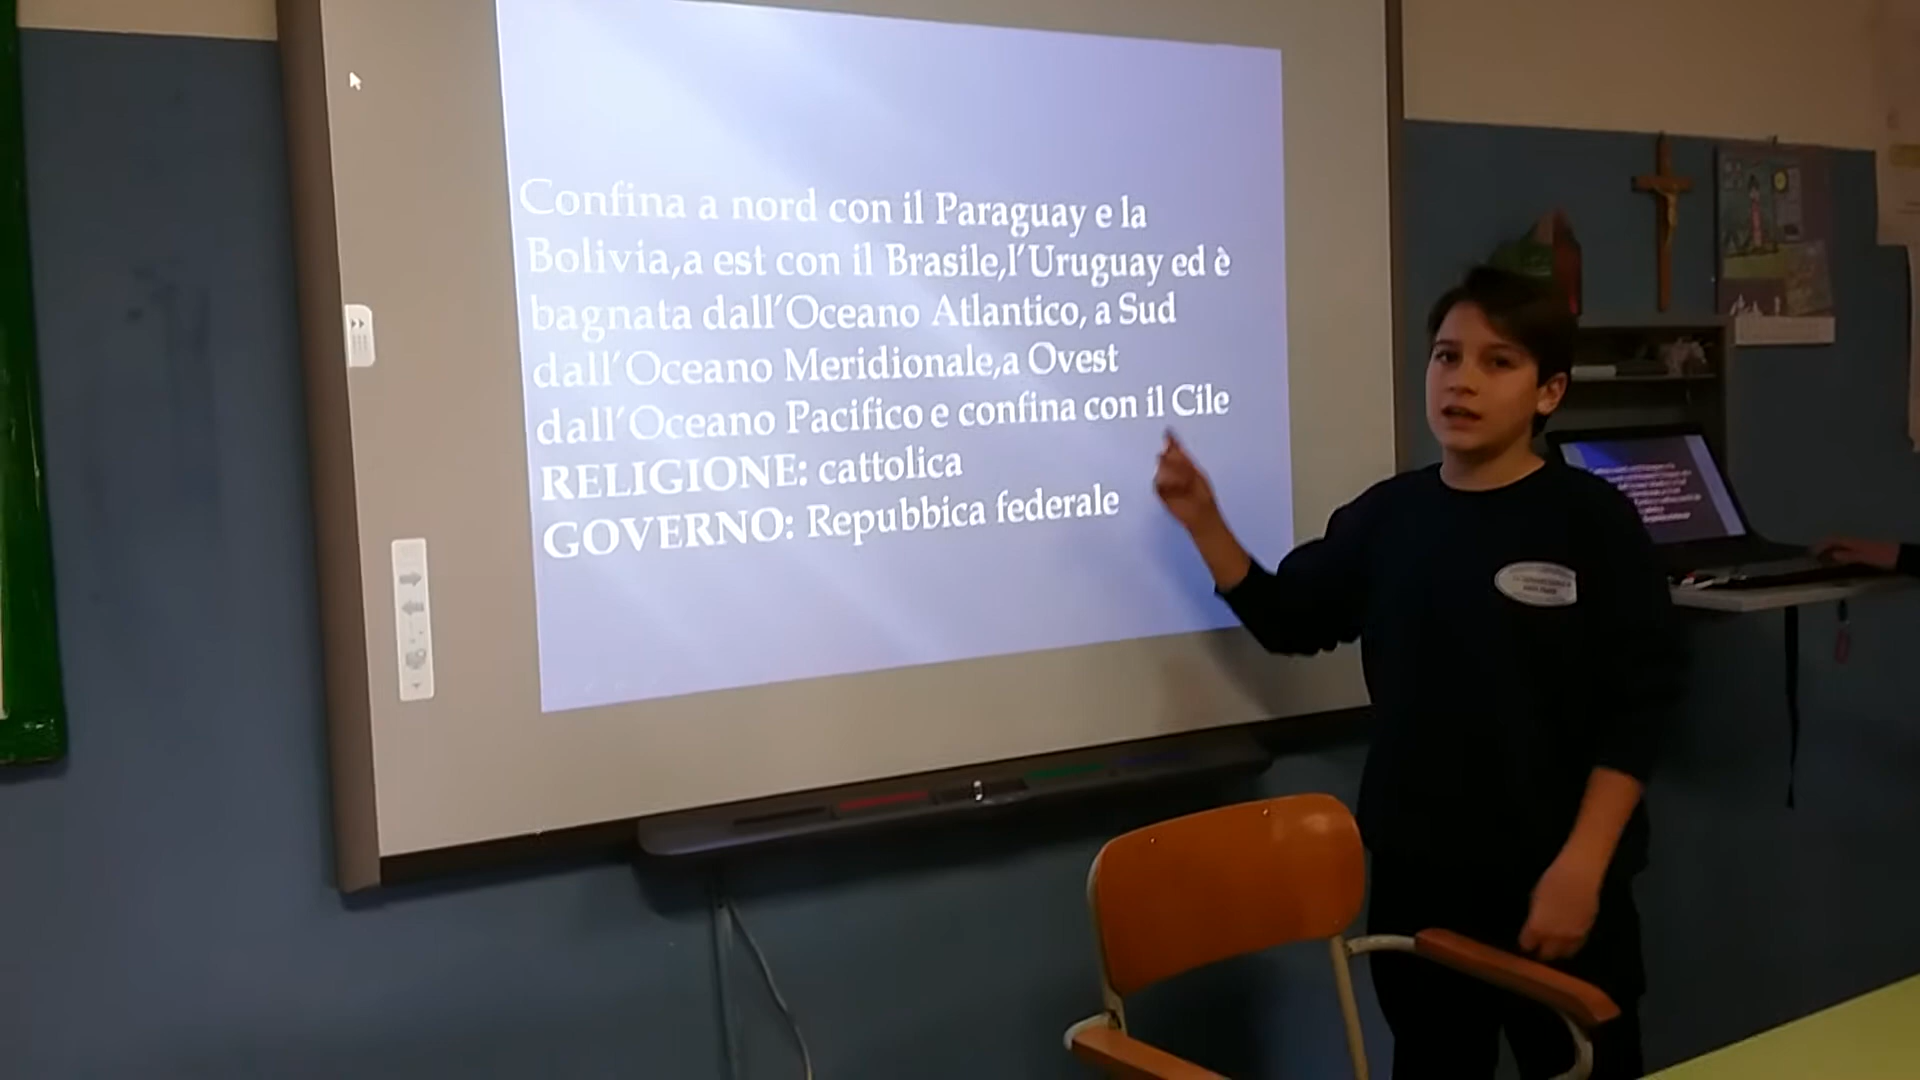 Confina a nord con il Paraguay e la
Bolivia,a est con il Brasile,l'Uruguay ed è
bagnata dall'Oceano Atlantico, a Sud
dall'Oceano Meridionale,a Ovest
dall'Oceano Pacifico e confina con il Cile
RELIGIONE: cattolica
GOVERNO: Repubbica federale